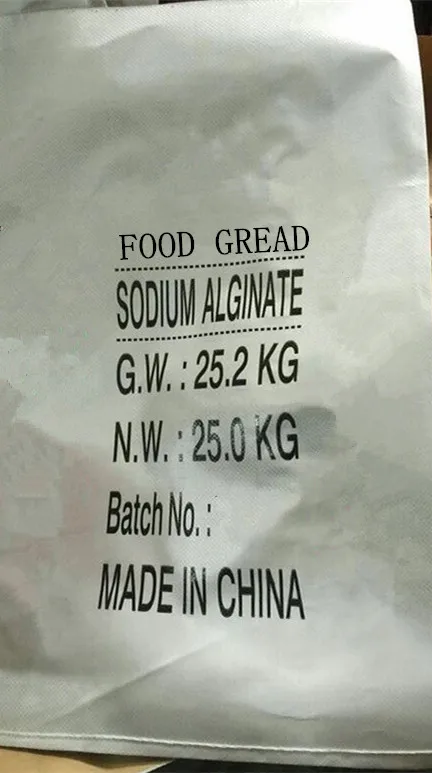 FOOD GREAD
SODIUM ALGINATE
G.W. : 25.2 KG
N.W. : 25.0 KG
Batch No. :
MADE IN CHINA